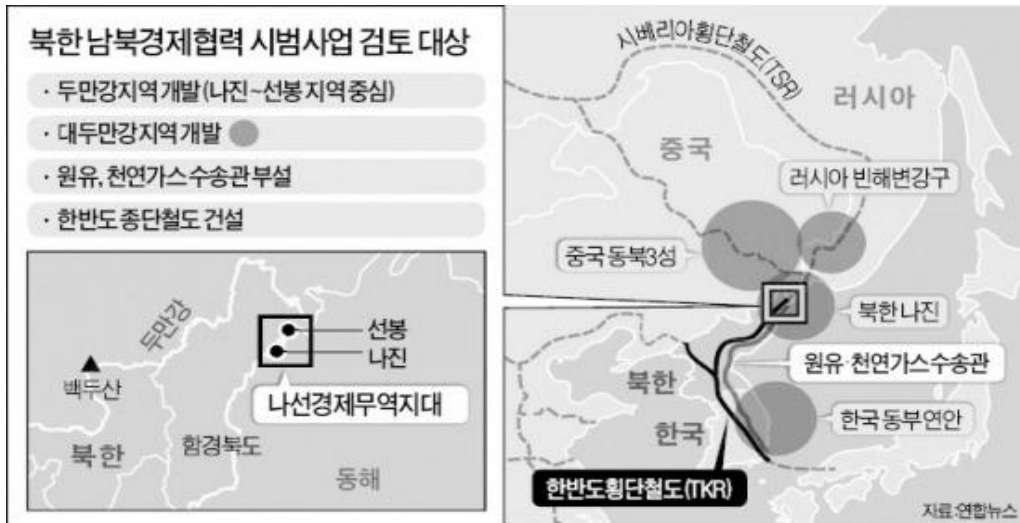 북한 남북경제협력 시범사업 검토 대상
· 두만강지역 개발 (나진~선봉 지역 중심)
· 대두만강지역 개발
· 원유, 천연가스 수송관 부설
· 한반도 종단철도 건설
두만강
백두산
북한
함경북도
선봉
나진
나선경제무역지대
동해
시베리아횡단철도(TSR)
러시아
중국
러시아 빈해변강구
중국 동북3성
북한 나진
원유·천연가스 수송관
북한
한국
한국 동부 연안
한반도횡단철도(TKR)
자료:연합뉴스